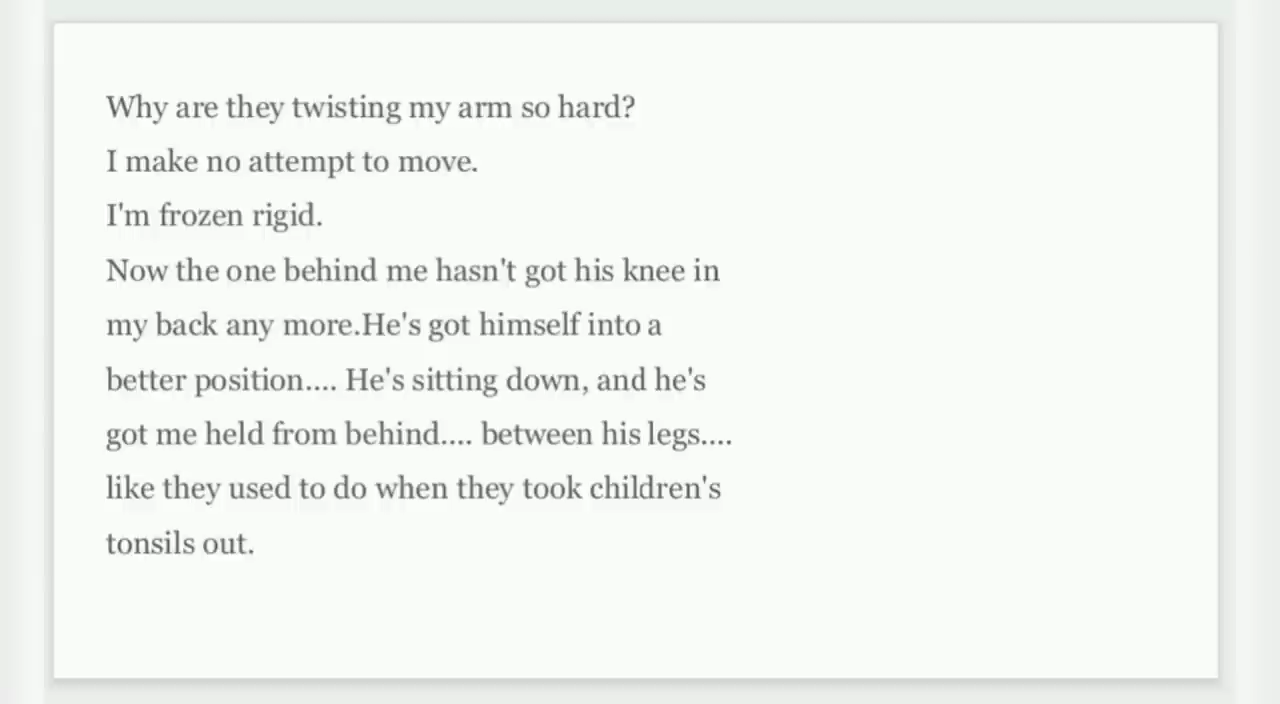 Why are they twisting my arm so hard?
I make no attempt to move.
I'm frozen rigid.
Now the one behind me hasn't got his knee in
my back any more.He's got himself into a
better position.... He's sitting down, and he's
got me held from behind.... between his legs....
like they used to do when they took children's
tonsils out.